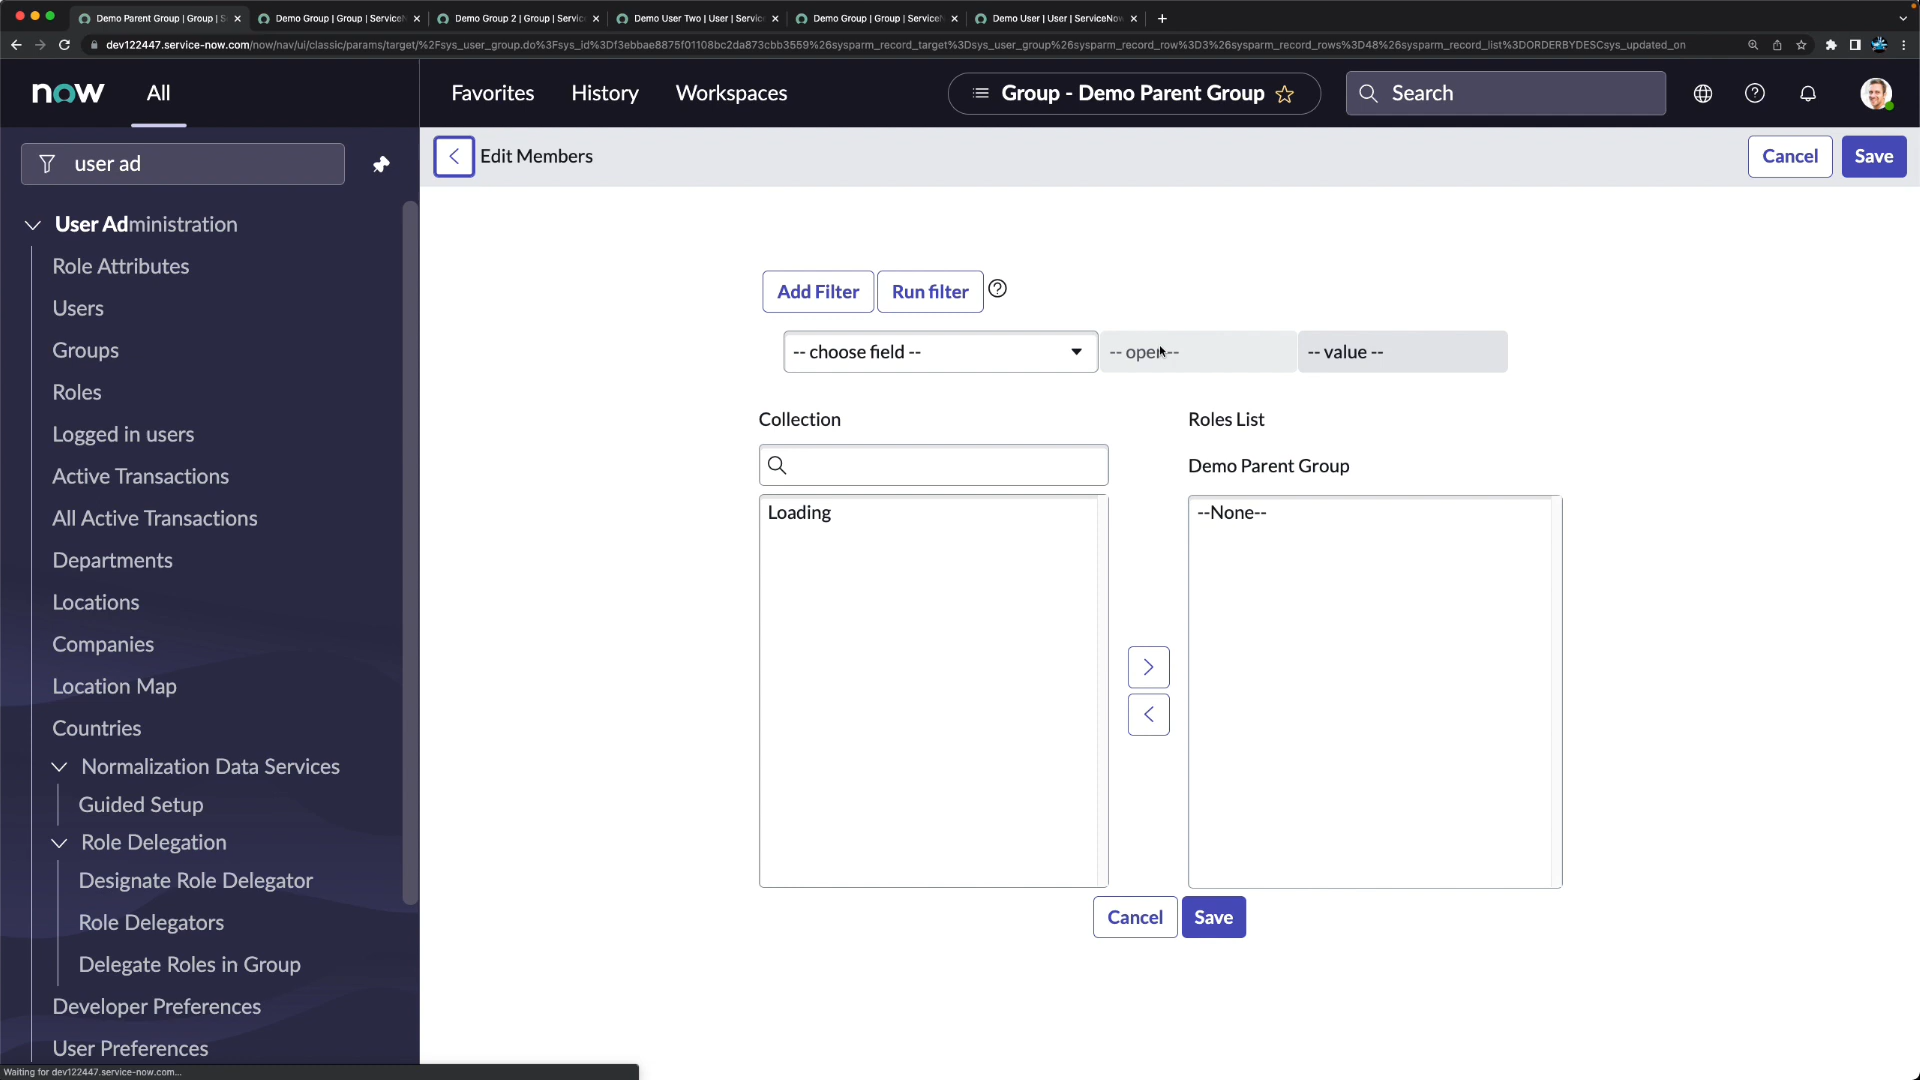 Demo Parent Group | Group | S
Demo Group | Group | ServiceN
Demo Group 2 | Group | Servic
Demo User Two | User | Servic
Demo Group | Group | ServiceN
Demo User | User | ServiceNow
dev122447.service-now.com/now/nav/ui/classic/params/target/%2Fsys_user_group.do%3Fsys_id%3Df3ebbae8875f01108bc2da873cbb3559%26sysparm_record_target%3Dsys_user_group%26sysparm_record_row%3D3%26sysparm_record_rows%3D48%26sysparm_record_list%3DORDERBYDESCsys_updated_on
now
All
Favorites
History
Workspaces
Group - Demo Parent Group
Search
user ad
Edit Members
Cancel
Save
User Administration
Role Attributes
Users
Groups
Roles
Logged in users
Active Transactions
All Active Transactions
Departments
Locations
Companies
Location Map
Countries
Normalization Data Services
Guided Setup
Role Delegation
Designate Role Delegator
Role Delegators
Delegate Roles in Group
Developer Preferences
User Preferences
Add Filter
Run filter
-- choose field --
-- oper --
-- value --
Collection
Roles List
Demo Parent Group
Loading
--None--
Cancel
Save
Waiting for dev122447.service-now.com...